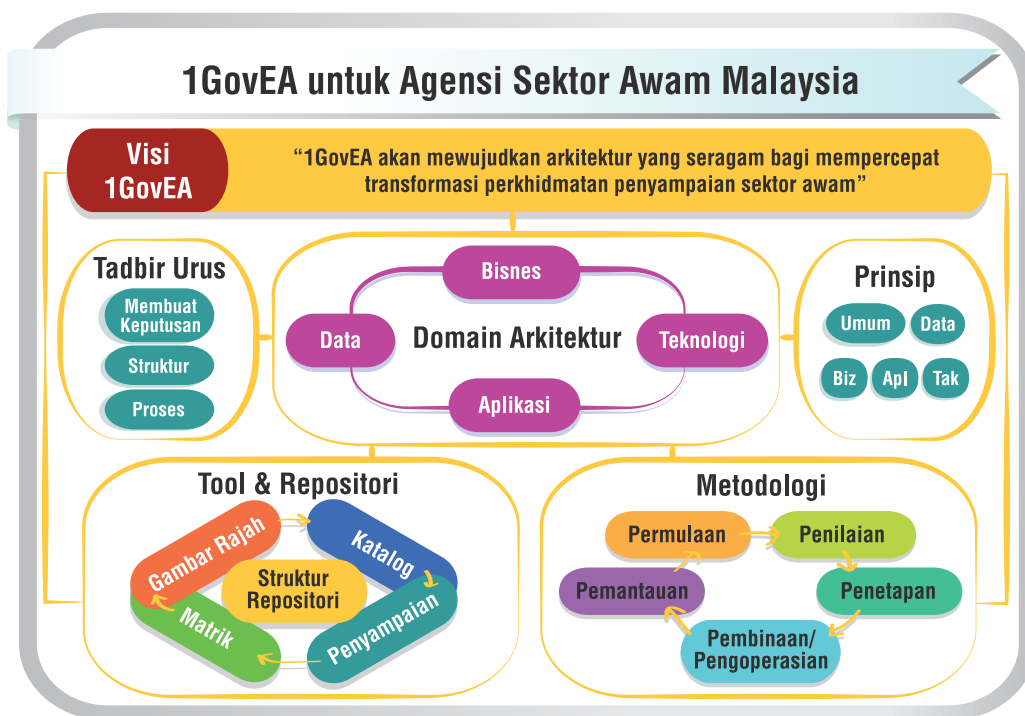 1GovEA untuk Agensi Sektor Awam Malaysia
Visi
1GovEA
“1GovEA akan mewujudkan arkitektur yang seragam bagi mempercepat
transformasi perkhidmatan penyampaian sektor awam”
Tadbir Urus
Membuat
Keputusan
Struktur
Proses
Bisnes
Data
Domain Arkitektur
Teknologi
Aplikasi
Prinsip
Umum
Data
Biz
Apl
Tak
Tool & Repositori
Gambar Rajah
Katalog
Struktur
Repositori
Matrik
Penyampaian
Metodologi
Permulaan
Penilaian
Pemantauan
Penetapan
Pembinaan/
Pengoperasian